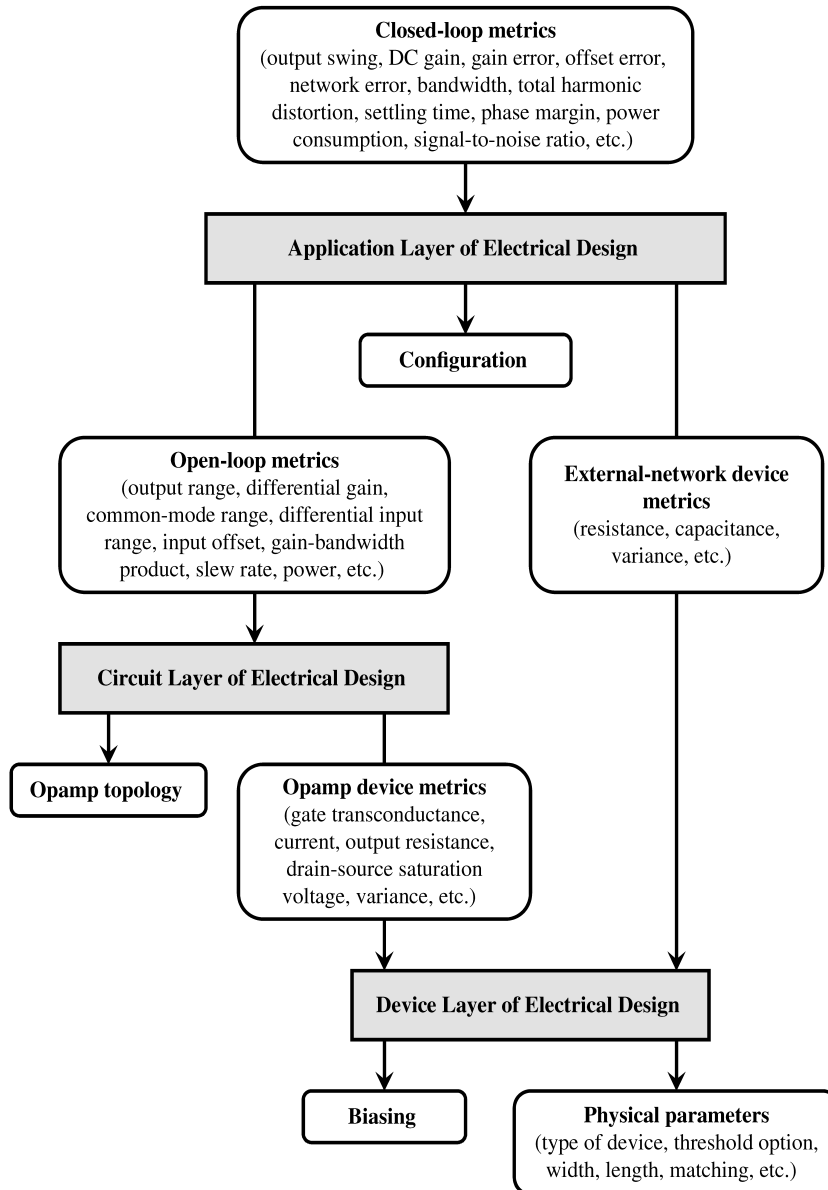 Closed-loop metrics
(output swing, DC gain, gain error, offset error,
network error, bandwidth, total harmonic
distortion, settling time, phase margin, power
consumption, signal-to-noise ratio, etc.)
Application Layer of Electrical Design
Configuration
Open-loop metrics
(output range, differential gain,
common-mode range, differential input
range, input offset, gain-bandwidth
product, slew rate, power, etc.)
External-network device
metrics
(resistance, capacitance,
variance, etc.)
Circuit Layer of Electrical Design
Opamp topology
Opamp device metrics
(gate transconductance,
current, output resistance,
drain-source saturation
voltage, variance, etc.)
Device Layer of Electrical Design
Biasing
Physical parameters
(type of device, threshold option,
width, length, matching, etc.)